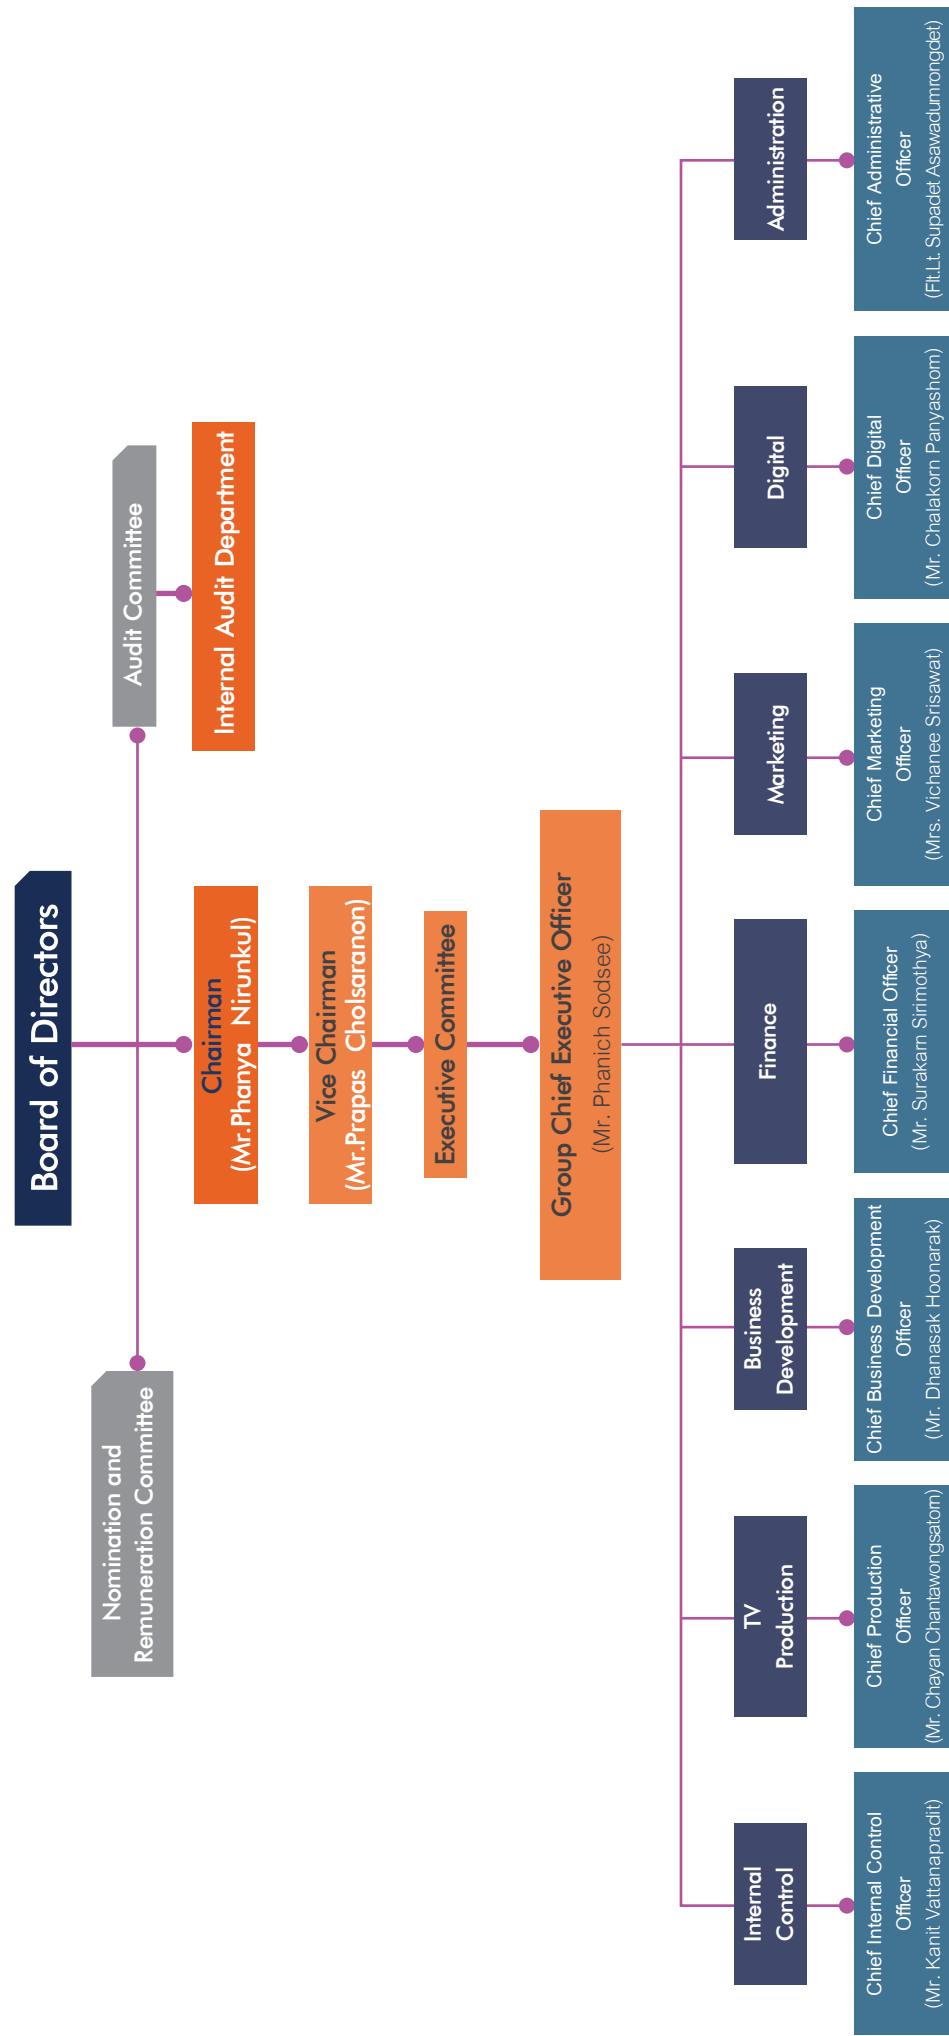 Board of Directors
Nomination and
Remuneration Committee
Audit Committee
Internal Audit Department
Chairman
(Mr.Phanya Nirunkul)
Vice Chairman
(Mr.Prapas Cholsaranon)
Executive Committee
Group Chief Executive Officer
(Mr. Phanich Sodsee)
Internal
Control
Chief Internal Control
Officer
(Mr. Kanit Vattanapradit)
TV
Production
Chief Production
Officer
(Mr. Chayan Chantawongsatorn)
Business
Development
Chief Business Development
Officer
(Mr. Dhanasak Hoonarak)
Finance
Chief Financial Officer
(Mr. Surakarn Sirimothya)
Marketing
Chief Marketing
Officer
(Mrs. Vichanee Srisawat)
Digital
Chief Digital
Officer
(Mr. Chalakorn Panyashom)
Administration
Chief Administrative
Officer
(Flt.Lt. Supadet Asawadumrongdet)